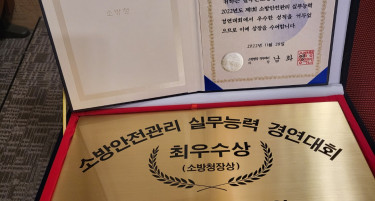 소방청
2022년도 제1회 소방안전관리 실무능력
경연대회에서 우수한 성적을 거두었
으므로 이에 상장을 수여합니다.
2022년 11월 28일
남화
소방안전관리 실무능력 경연대회
최우수상
(소방청장상)